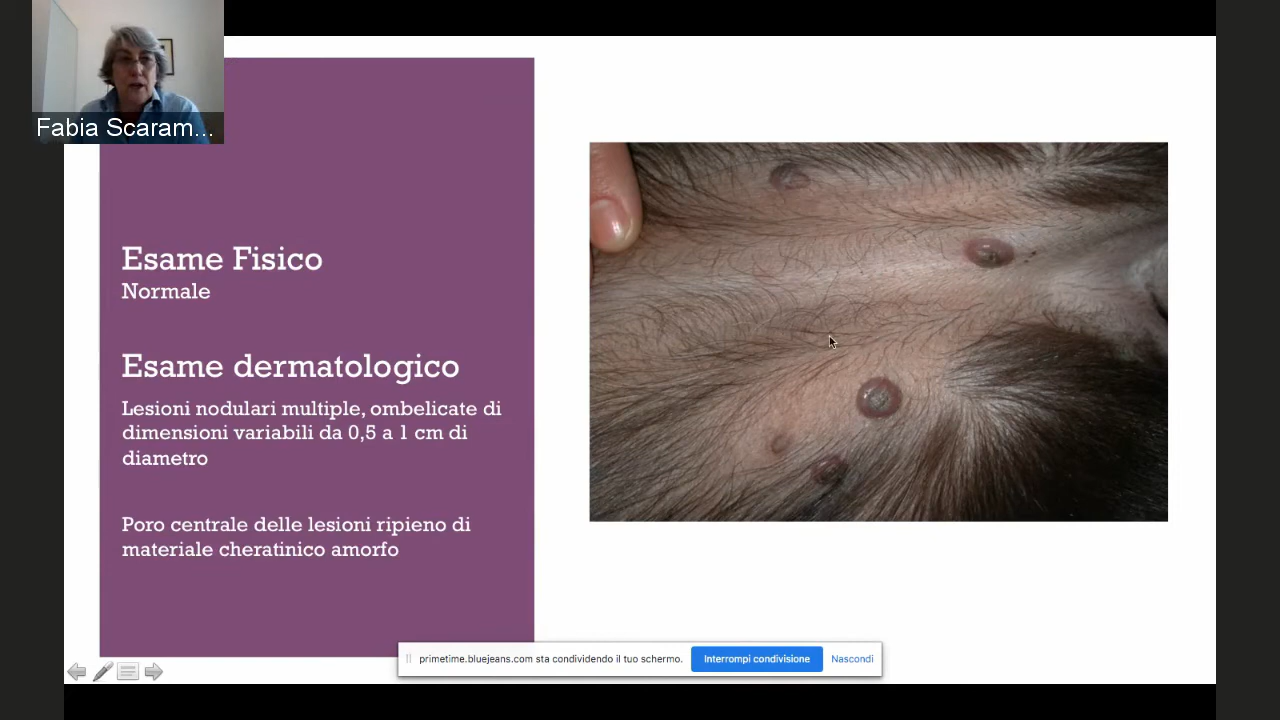 Fabia Scaram...
Esame Fisico
Normale
Esame dermatologico
Lesioni nodulari multiple, ombelicate di
dimensioni variabili da 0,5 a 1 cm di
diametro
Poro centrale delle lesioni ripieno di
materiale cheratinico amorfo
primetime.bluejeans.com sta condividendo il tuo schermo.
Interrompi condivisione
Nascondi